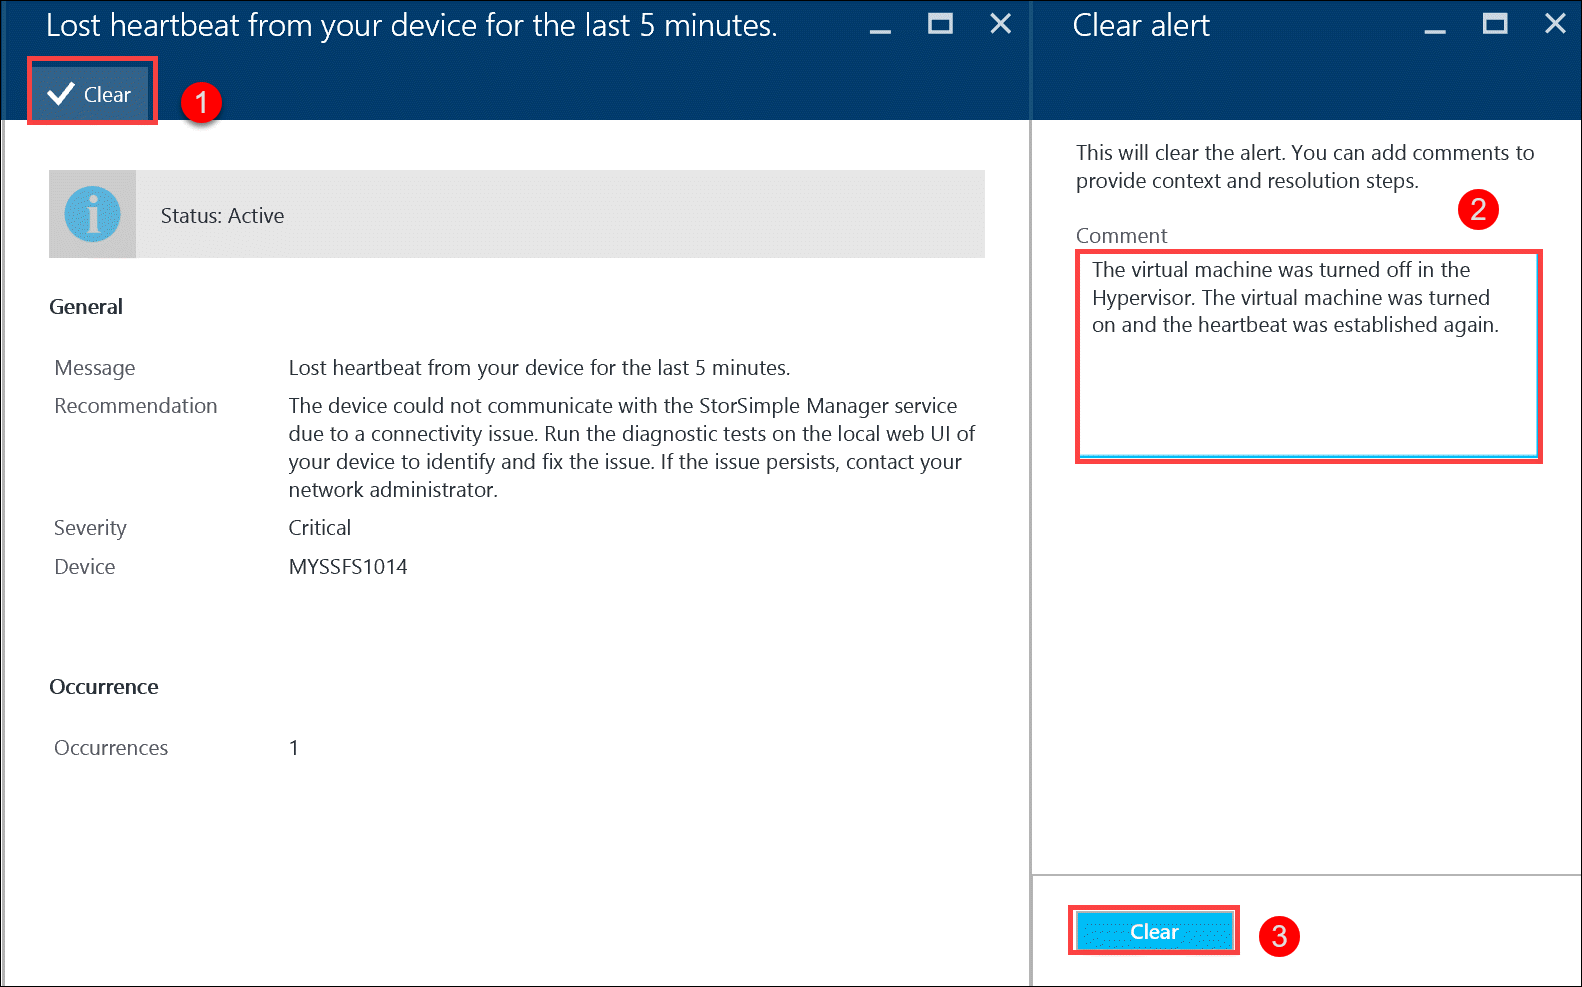 Lost heartbeat from your device for the last 5 minutes.
Clear
1
Status: Active
General
Message
Lost heartbeat from your device for the last 5 minutes.
Recommendation
The device could not communicate with the StorSimple Manager service
due to a connectivity issue. Run the diagnostic tests on the local web UI of
your device to identify and fix the issue. If the issue persists, contact your
network administrator.
Severity
Critical
Device
MYSSFS1014
Occurrence
Occurrences
1
Clear alert
This will clear the alert. You can add comments to
provide context and resolution steps.
2
Comment
The virtual machine was turned off in the
Hypervisor. The virtual machine was turned
on and the heartbeat was established again.
Clear
3